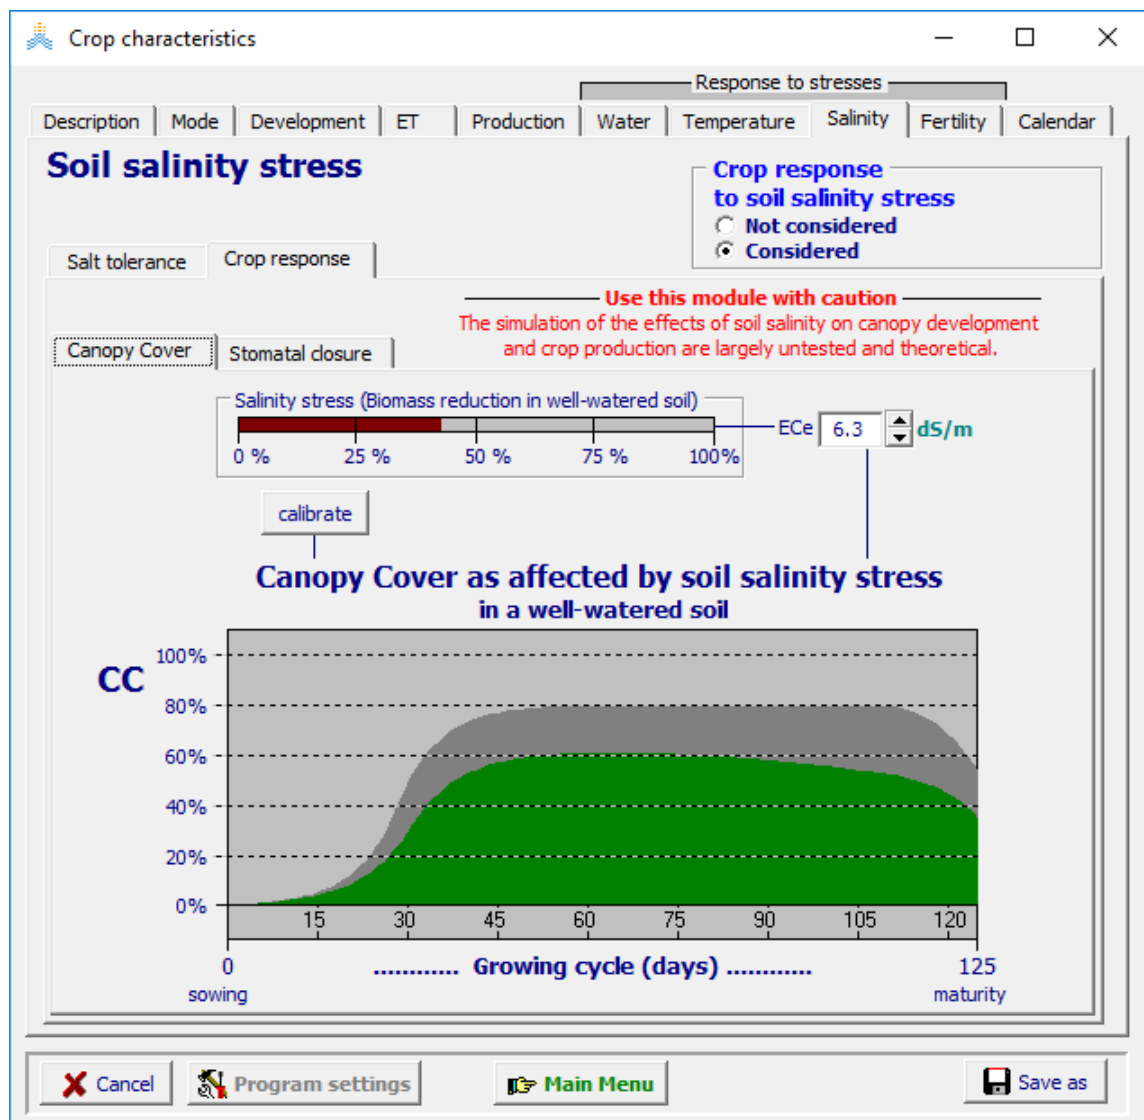 Crop characteristics
Response to stresses
Description Mode Development ET Production Water Temperature Salinity Fertility Calendar
Soil salinity stress
Crop response
to soil salinity stress
Not considered
Considered
Salt tolerance Crop response
Use this module with caution
The simulation of the effects of soil salinity on canopy development
and crop production are largely untested and theoretical.
Canopy Cover Stomatal closure
Salinity stress (Biomass reduction in well-watered soil)
ECe 6.3 dS/m
0 % 25 % 50 % 75 % 100%
calibrate
Canopy Cover as affected by soil salinity stress
in a well-watered soil
CC
100%
80%
60%
40%
20%
0%
15 30 45 60 75 90 105 120
0 ............ Growing cycle (days) ............ 125
sowing maturity
Cancel Program settings Main Menu Save as